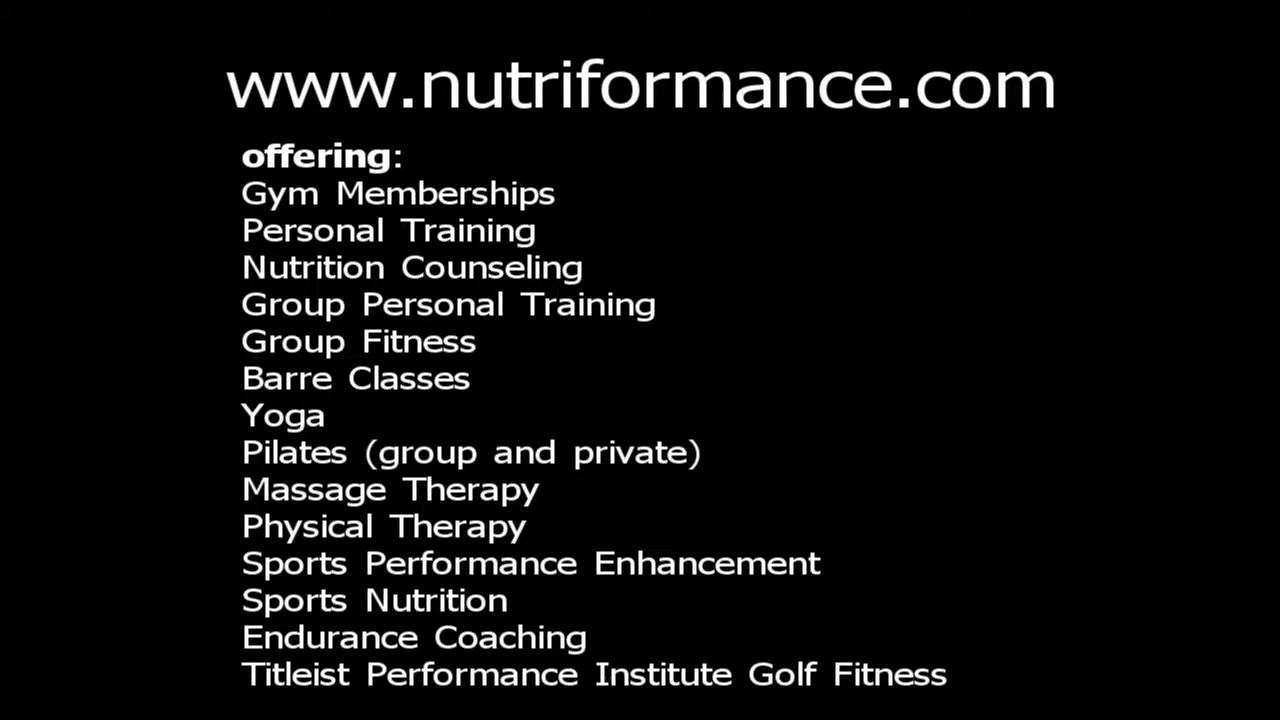 www.nutriformance.com
offering:
Gym Memberships
Personal Training
Nutrition Counseling
Group Personal Training
Group Fitness
Barre Classes
Yoga
Pilates (group and private)
Massage Therapy
Physical Therapy
Sports Performance Enhancement
Sports Nutrition
Endurance Coaching
Titleist Performance Institute Golf Fitness